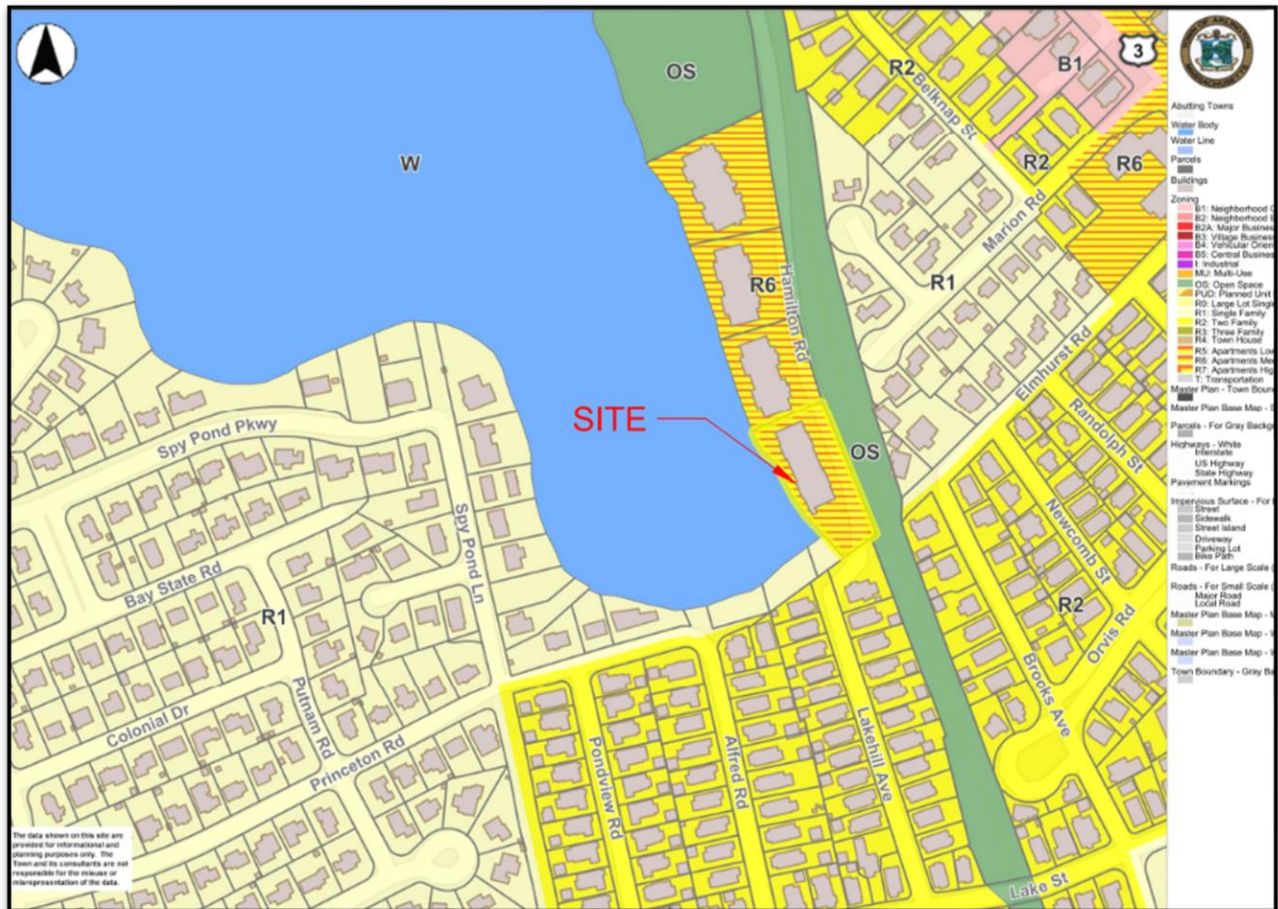 OS
R2
Belknap St
B1
3
W
R2
R6
Marion Rd
R1
Hamilton Rd
R6
Elmhurst Rd
Randolph St
SITE
OS
Spy Pond Pkwy
Spy Pond Ln
Newcomb St
R2
Orvis Rd
Bay State Rd
R1
Brooks Ave
Putnam Rd
Colonial Dr
Princeton Rd
Pondview Rd
Alfred Rd
Lakehill Ave
Lake St
The data shown on this site are
provided for informational and
planning purposes only. The
Town and its consultants are not
responsible for the misuse or
misrepresentation of the data.
TOWN OF ARLINGTON
MASSACHUSETTS
Abutting Towns
Water Body
Water Line
Parcels
Buildings
Zoning
B1: Neighborhood
B2: Neighborhood
B2A: Major Business
B3: Village Business
B4: Vehicular Orien
B5: Central Business
I: Industrial
MU: Multi-Use
OS: Open Space
PUD: Planned Unit
R0: Large Lot Single
R1: Single Family
R2: Two Family
R3: Three Family
R4: Town House
R5: Apartments Low
R6: Apartments Med
R7: Apartments Hig
T: Transportation
Master Plan - Town Boun
Master Plan Base Map -
Parcels - For Gray Backg
Highways - White
Interstate
US Highway
State Highway
Pavement Markings
Impervious Surface - For
Street
Sidewalk
Street Island
Driveway
Parking Lot
Bike Path
Roads - For Large Scale
Roads - For Small Scale
Major Road
Local Road
Master Plan Base Map -
Master Plan Base Map -
Master Plan Base Map -
Town Boundary - Gray Ba